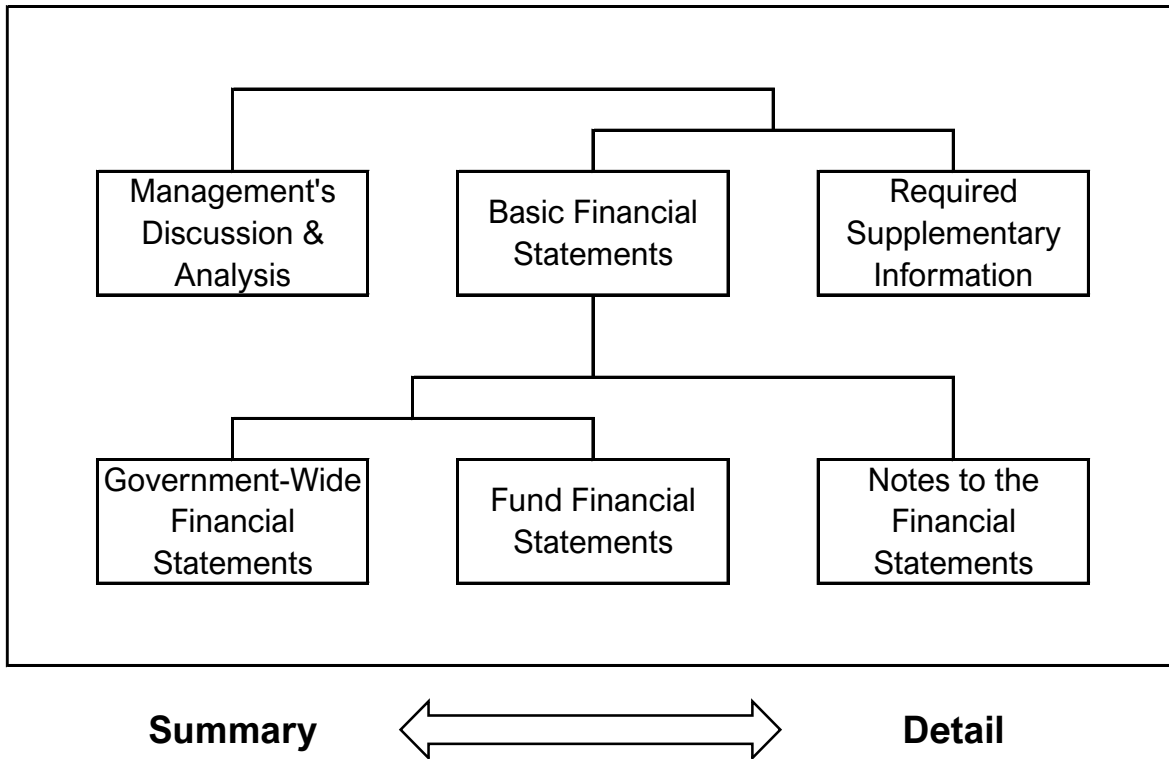 Management's
Discussion &
Analysis
Basic Financial
Statements
Required
Supplementary
Information
Government-Wide
Financial
Statements
Fund Financial
Statements
Notes to the
Financial
Statements
Summary
Detail